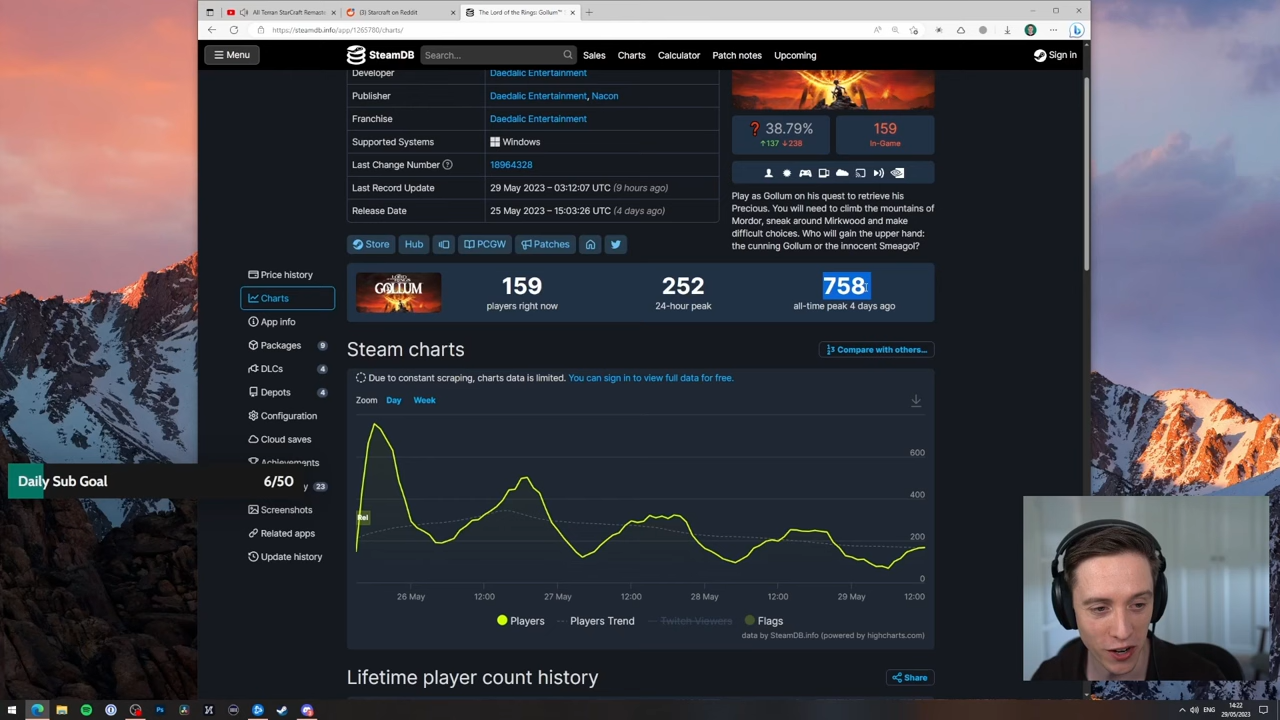 All Terran StarCraft Remaste
(3) Starcraft on Reddit
The Lord of the Rings: Gollum™
https://steamdb.info/app/1265780/charts/
Menu
SteamDB
Search...
Sales
Charts
Calculator
Patch notes
Upcoming
Sign in
Developer
Daedalic Entertainment
Publisher
Daedalic Entertainment, Nacon
Franchise
Daedalic Entertainment
Supported Systems
Windows
Last Change Number
18964328
Last Record Update
29 May 2023 – 03:12:07 UTC (9 hours ago)
Release Date
25 May 2023 – 15:03:26 UTC (4 days ago)
38.79%
↑137 ↓238
159
In-Game
Play as Gollum on his quest to retrieve his
Precious. You will need to climb the mountains of
Mordor, sneak around Mirkwood and make
difficult choices. Who will gain the upper hand:
the cunning Gollum or the innocent Smeagol?
Store
Hub
PCGW
Patches
Price history
Charts
App info
Packages 9
DLCs 4
Depots 4
Configuration
Cloud saves
Achievements
y 23
Screenshots
Related apps
Update history
GOLLUM
159
players right now
252
24-hour peak
758
all-time peak 4 days ago
Steam charts
Compare with others...
Due to constant scraping, charts data is limited. You can sign in to view full data for free.
Zoom Day Week
600
400
200
0
Rel
26 May
12:00
27 May
12:00
28 May
12:00
29 May
12:00
Players
Players Trend
Twitch Viewers
Flags
data by SteamDB.info (powered by highcharts.com)
Lifetime player count history
Share
Daily Sub Goal
6/50
ENG
14:22
29/05/2023